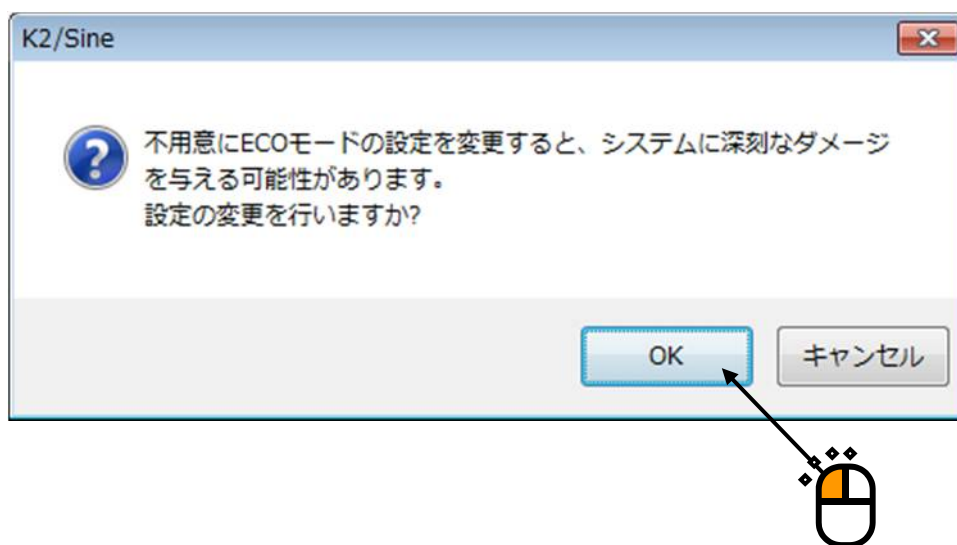 K2/Sine
不用意にECOモードの設定を変更すると、システムに深刻なダメージ
を与える可能性があります。
設定の変更を行いますか?
OK
キャンセル